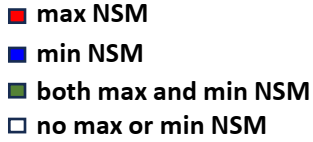 max NSM
min NSM
both max and min NSM
no max or min NSM